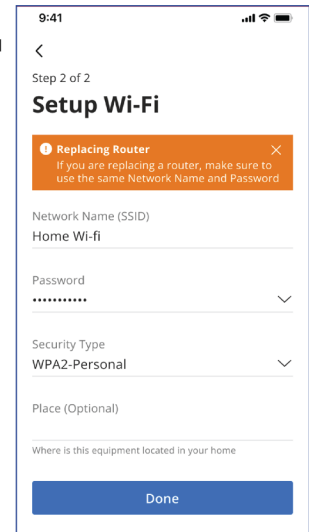 9:41
Step 2 of 2
Setup Wi-Fi
Replacing Router
If you are replacing a router, make sure to
use the same Network Name and Password
Network Name (SSID)
Home Wi-fi
Password
•••••••••••
Security Type
WPA2-Personal
Place (Optional)
Where is this equipment located in your home
Done